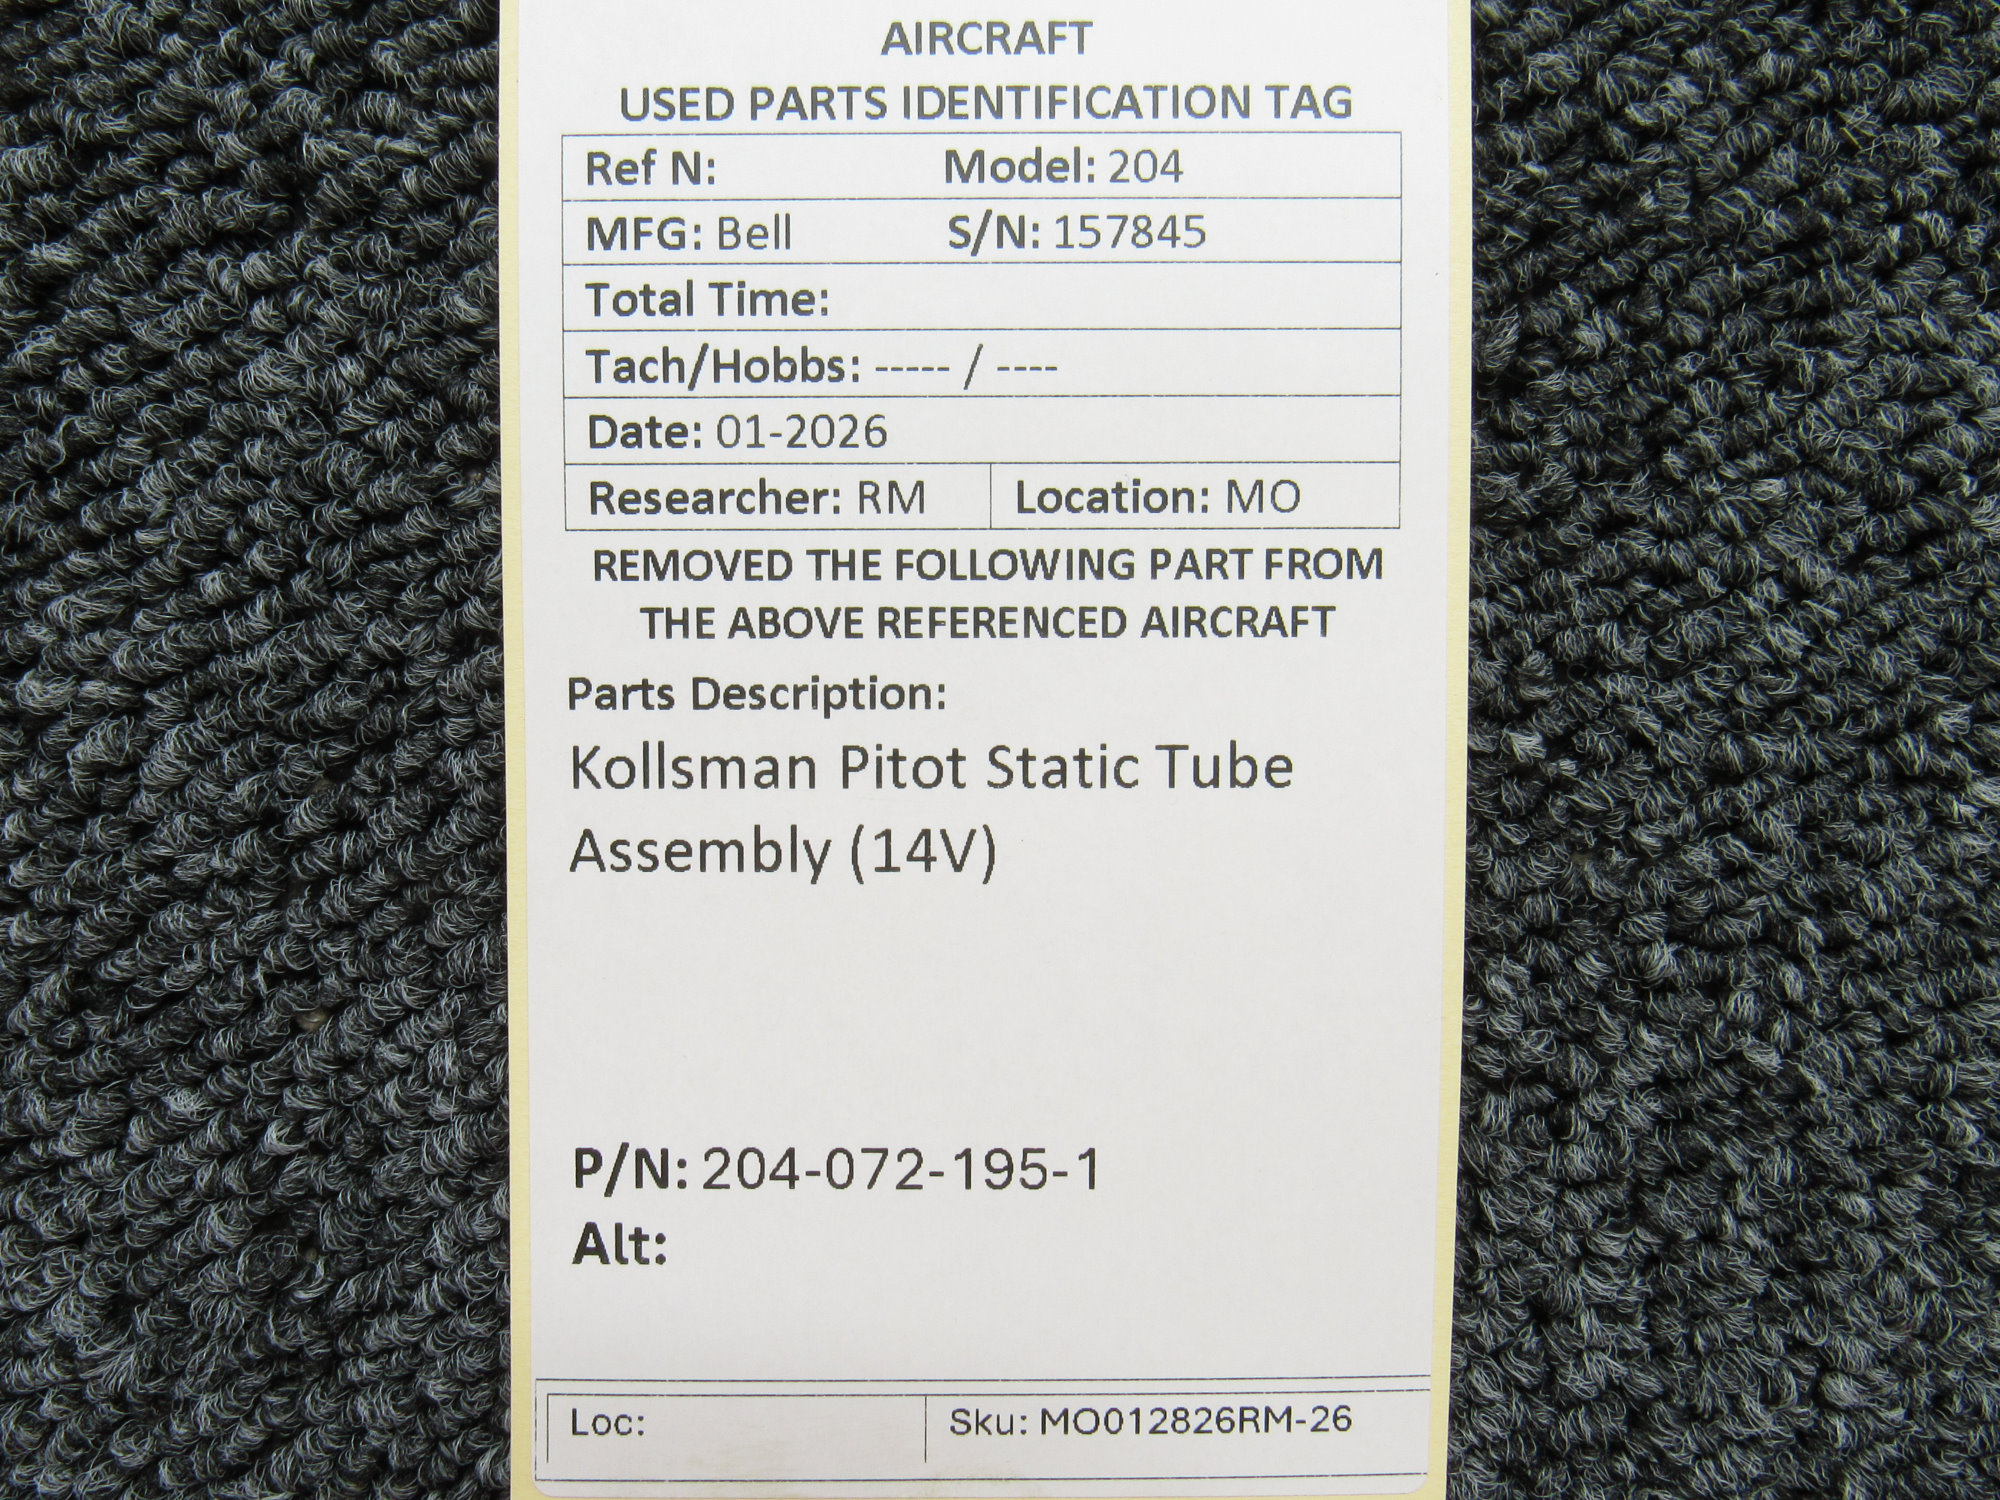 AIRCRAFT
USED PARTS IDENTIFICATION TAG
Ref N: Model: 204
MFG: Bell S/N: 157845
Total Time:
Tach/Hobbs: ----- / ----
Date: 01-2026
Researcher: RM Location: MO
REMOVED THE FOLLOWING PART FROM
THE ABOVE REFERENCED AIRCRAFT
Parts Description:
Kollsman Pitot Static Tube
Assembly (14V)
P/N: 204-072-195-1
Alt:
Loc: Sku: MO012826RM-26